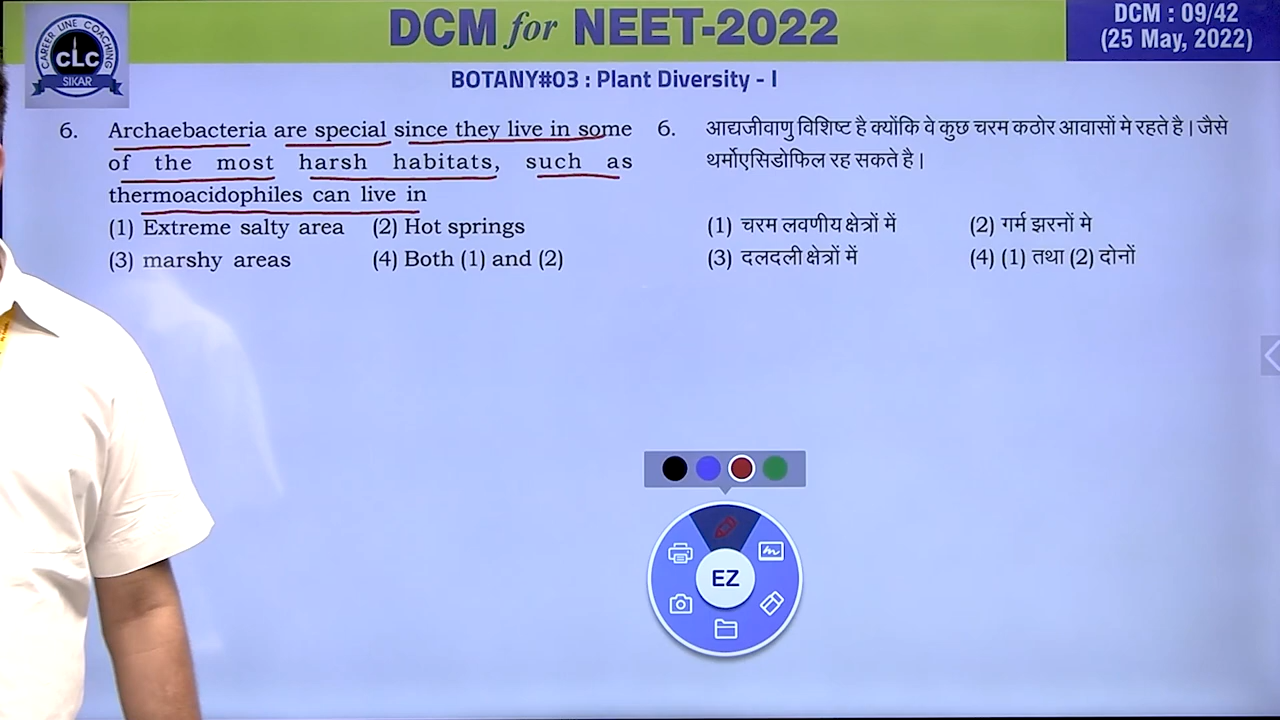 CAREER LINE COACHING
CLC
SIKAR
DCM for NEET-2022
DCM : 09/42
(25 May, 2022)
BOTANY#03 : Plant Diversity - I
6. Archaebacteria are special since they live in some
of the most harsh habitats, such as
thermoacidophiles can live in
(1) Extreme salty area (2) Hot springs
(3) marshy areas (4) Both (1) and (2)
6. आद्यजीवाणु विशिष्ट है क्योंकि वे कुछ चरम कठोर आवासों मे रहते है। जैसे
थर्मोएसिडोफिल रह सकते है।
(1) चरम लवणीय क्षेत्रों में (2) गर्म झरनों मे
(3) दलदली क्षेत्रों में (4) (1) तथा (2) दोनों
EZ